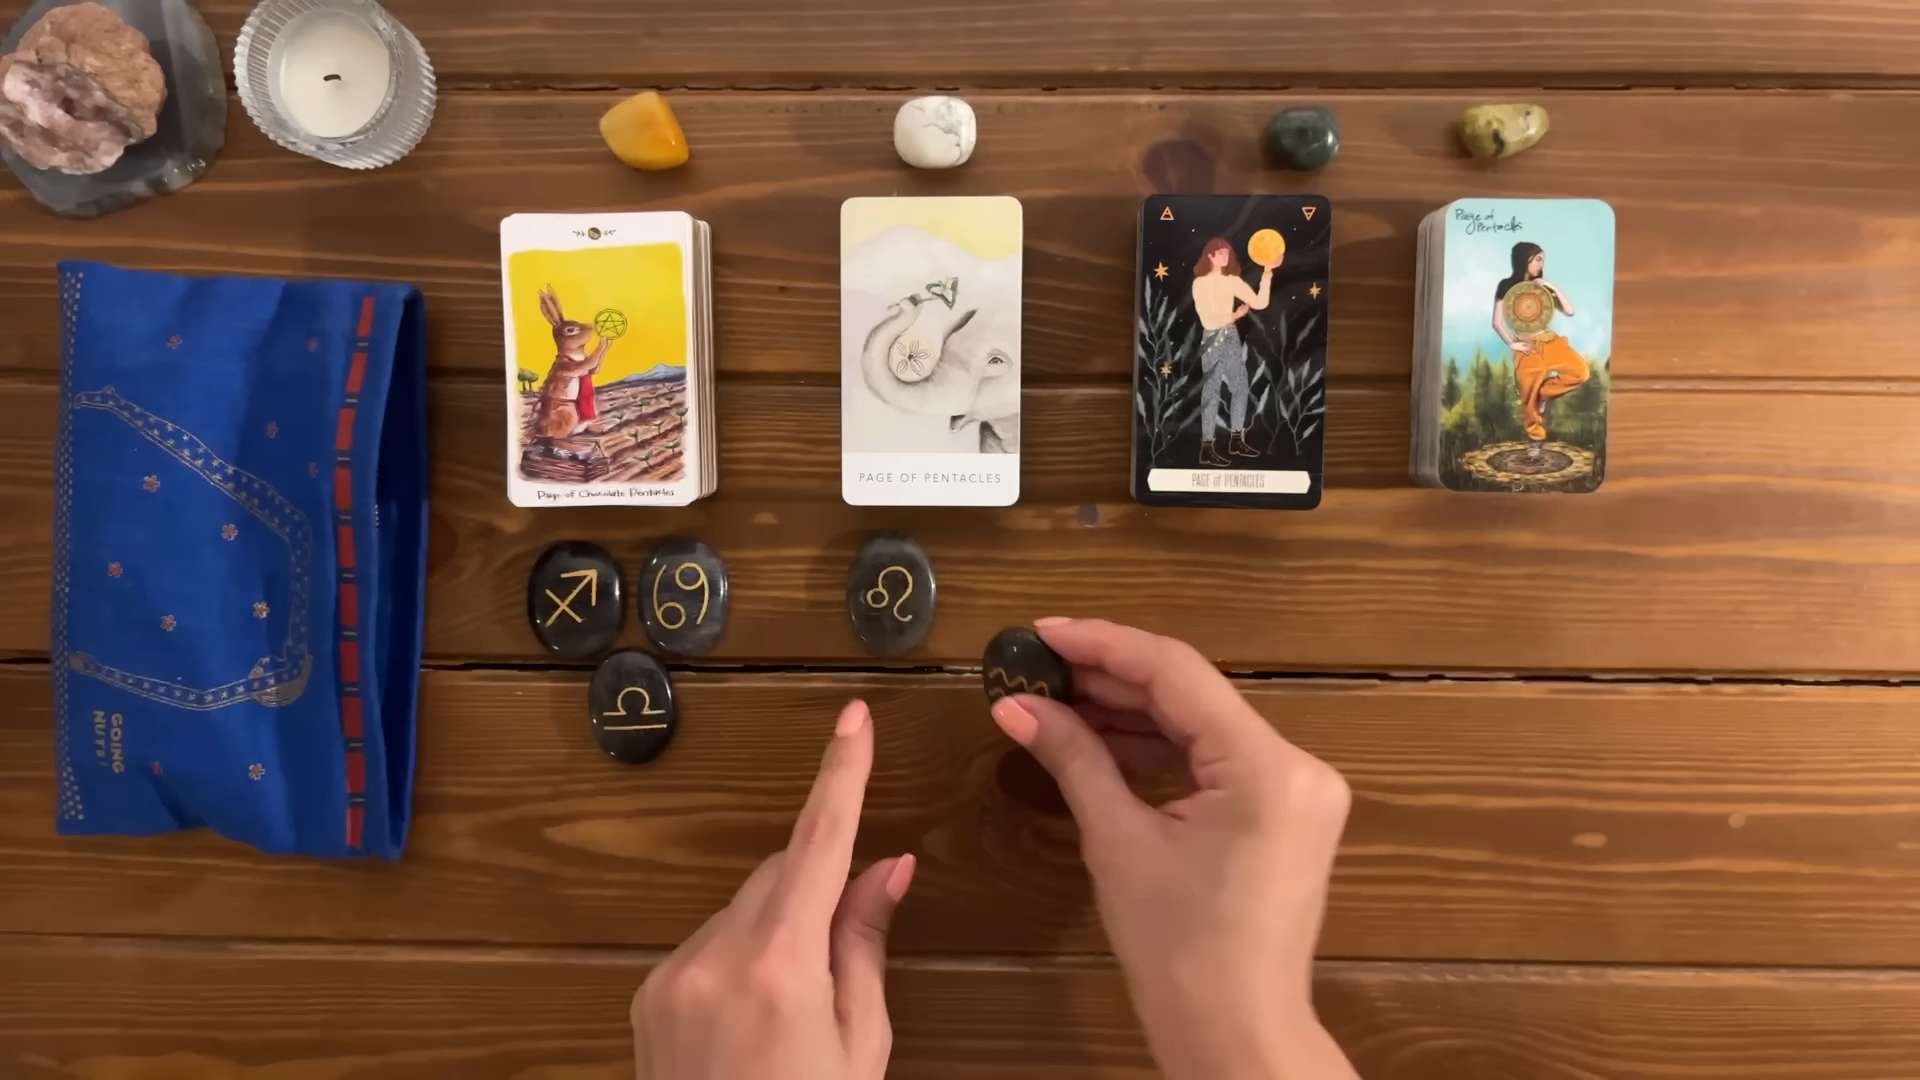 Page of Pentacles
Page of Chocolate Pentacles
PAGE OF PENTACLES
PAGE of PENTACLES
GOING
NUTS!